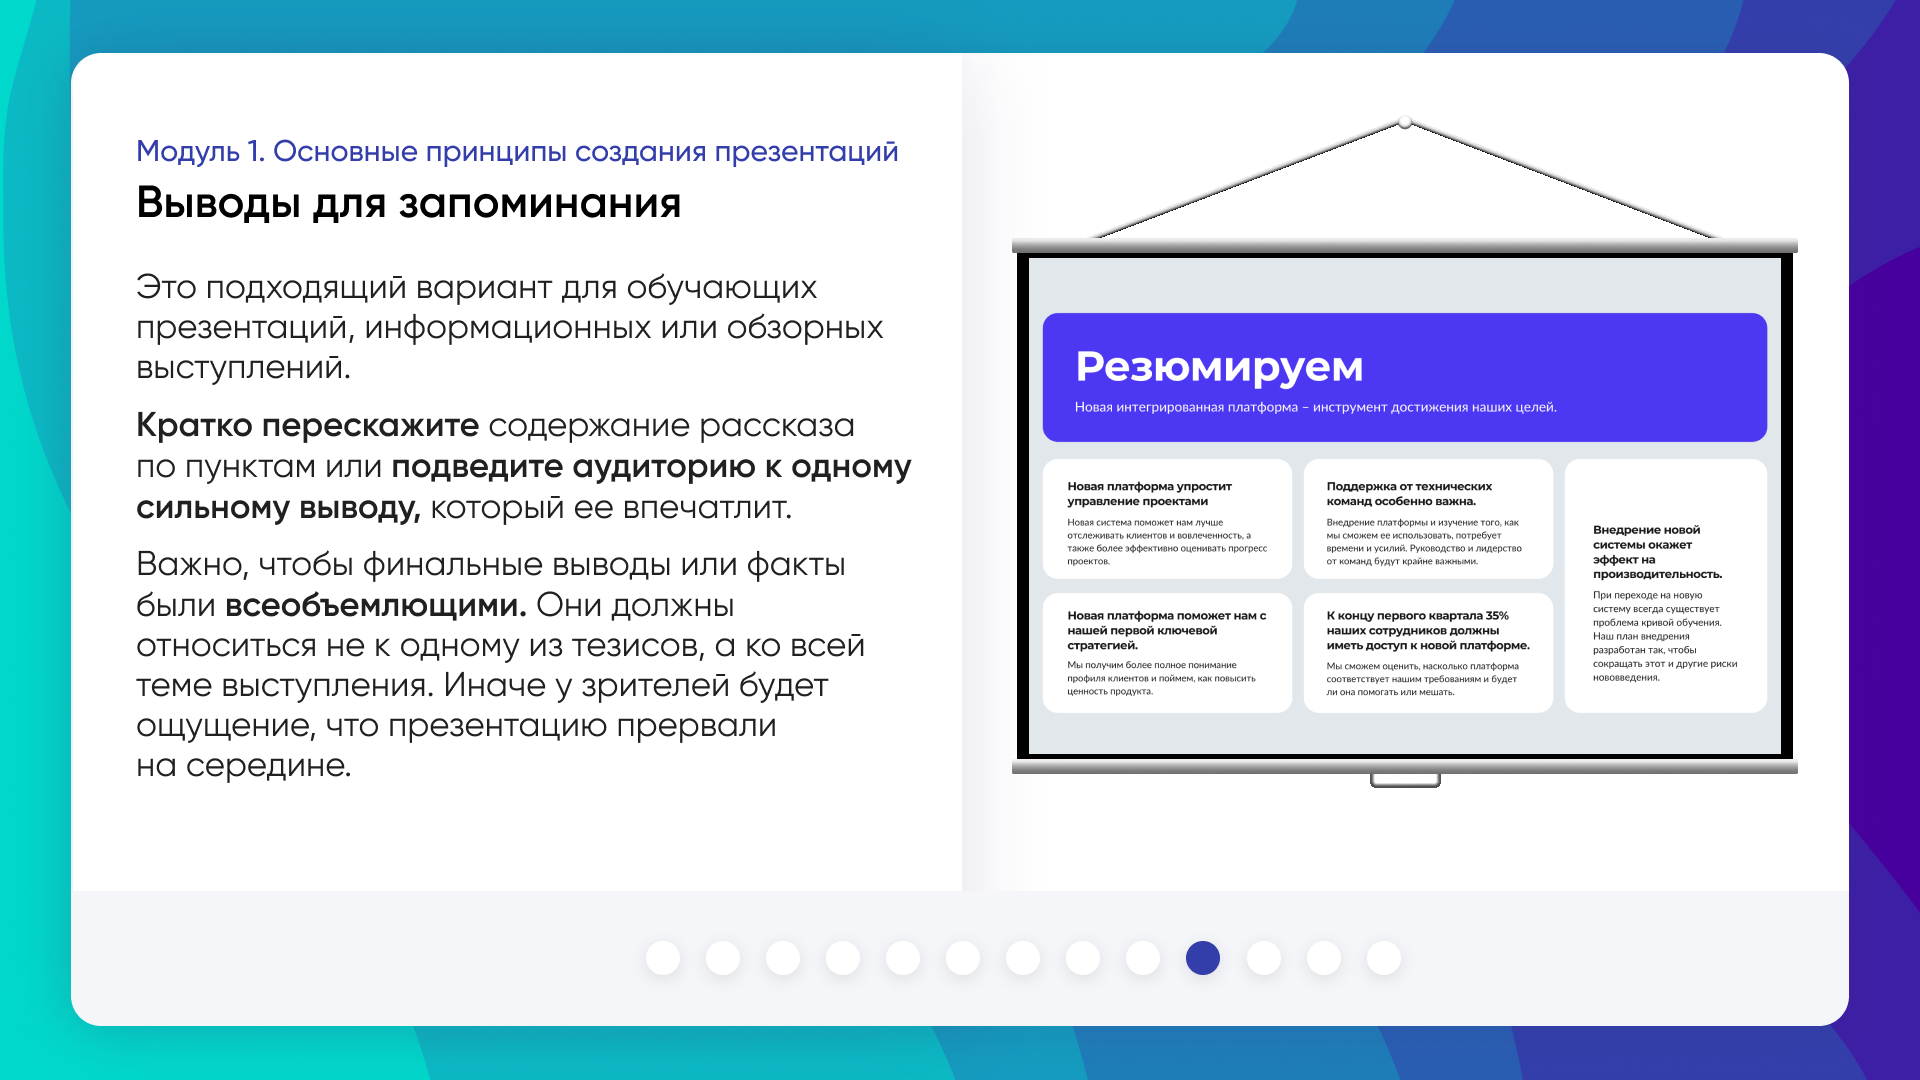 Модуль 1. Основные принципы создания презентаций
Выводы для запоминания
Это подходящий вариант для обучающих
презентаций, информационных или обзорных
выступлений.
Кратко перескажите содержание рассказа
по пунктам или подведите аудиторию к одному
сильному выводу, который ее впечатлит.
Важно, чтобы финальные выводы или факты
были всеобъемлющими. Они должны
относиться не к одному из тезисов, а ко всей
теме выступления. Иначе у зрителей будет
ощущение, что презентацию прервали
на середине.
Резюмируем
Новая интегрированная платформа – инструмент достижения наших целей.
Новая платформа упростит
управление проектами
Новая система поможет нам лучше
отслеживать клиентов и вовлеченность, а
также более эффективно оценивать прогресс
проектов.
Поддержка от технических
команд особенно важна.
Внедрение платформы и изучение того, как
мы сможем ее использовать, потребует
времени и усилий. Руководство и лидерство
от команд будут крайне важными.
Внедрение новой
системы окажет
эффект на
производительность.
При переходе на новую
систему всегда существует
проблема кривой обучения.
Наш план внедрения
разработан так, чтобы
сокращать этот и другие риски
нововведения.
Новая платформа поможет нам с
нашей первой ключевой
стратегией.
Мы получим более полное понимание
профиля клиентов и поймем, как повысить
ценность продукта.
К концу первого квартала 35%
наших сотрудников должны
иметь доступ к новой платформе.
Мы сможем оценить, насколько платформа
соответствует нашим требованиям и будет
ли она помогать или мешать.